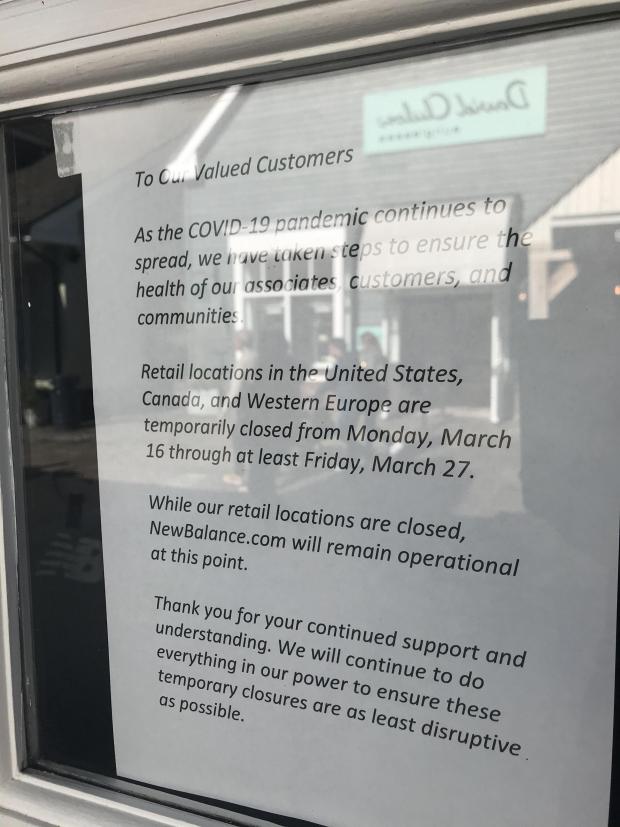 David Clulow
To Our Valued Customers
As the COVID-19 pandemic continues to
spread, we have taken steps to ensure the
health of our associates, customers, and
communities.
Retail locations in the United States,
Canada, and Western Europe are
temporarily closed from Monday, March
16 through at least Friday, March 27.
While our retail locations are closed,
NewBalance.com will remain operational
at this point.
Thank you for your continued support and
understanding. We will continue to do
everything in our power to ensure these
temporary closures are as least disruptive
as possible.